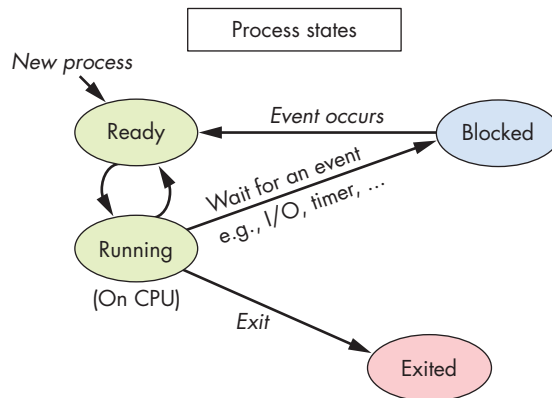 Process states
New process
Ready
Event occurs
Blocked
Wait for an event
e.g., I/O, timer, ...
Running
(On CPU)
Exit
Exited